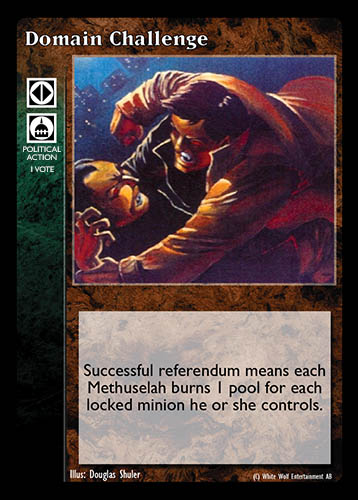 Domain Challenge
POLITICAL
ACTION
1 VOTE
Successful referendum means each
Methuselah burns 1 pool for each
locked minion he or she controls.
Illus: Douglas Shuler
(C) White Wolf Entertainment AB